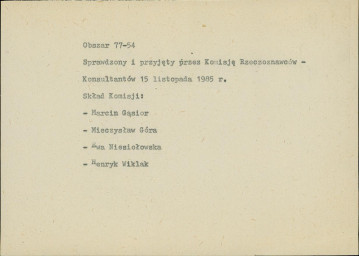 Obszar 77-54
Sprawdzony i przyjęty przez Komisję Rzeczoznawców -
Konsultantów 15 listopada 1985 r.
Skład Komisji:
- Marcin Gąsior
- Mieczysław Góra
- Ewa Niesiołowska
- Henryk Wiklak